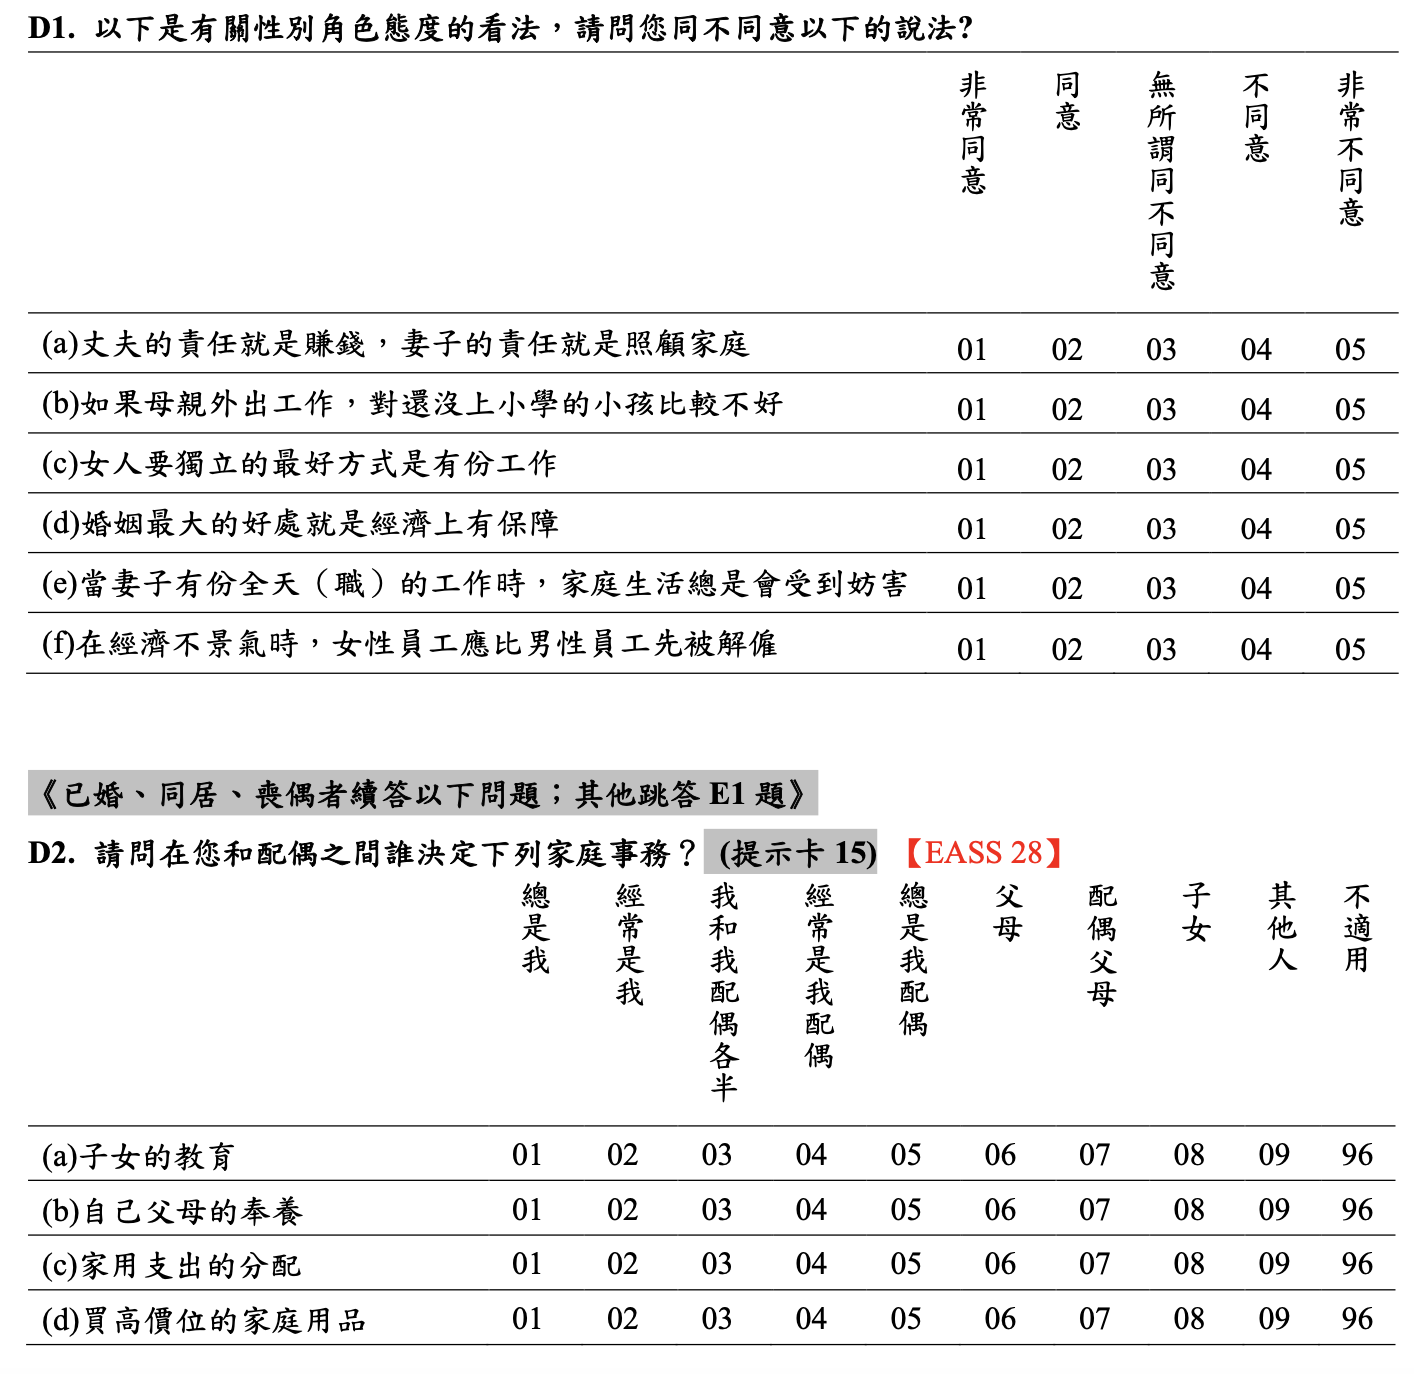 D1. 以下是有關性別角色態度的看法，請問您同不同意以下的說法?
非常同意 同意 無所謂同不同意 不同意 非常不同意
(a)丈夫的責任就是賺錢，妻子的責任就是照顧家庭 01 02 03 04 05
(b)如果母親外出工作，對還沒上小學的小孩比較不好 01 02 03 04 05
(c)女人要獨立的最好方式是有份工作 01 02 03 04 05
(d)婚姻最大的好處就是經濟上有保障 01 02 03 04 05
(e)當妻子有份全天（職）的工作時，家庭生活總是會受到妨害 01 02 03 04 05
(f)在經濟不景氣時，女性員工應比男性員工先被解僱 01 02 03 04 05
《已婚、同居、喪偶者續答以下問題；其他跳答 E1 題》
D2. 請問在您和配偶之間誰決定下列家庭事務？ (提示卡 15) 【EASS 28】
總是我 經常是我 我和我配偶各半 經常是我配偶 總是我配偶 父母 配偶父母 子女 其他人 不適用
(a)子女的教育 01 02 03 04 05 06 07 08 09 96
(b)自己父母的奉養 01 02 03 04 05 06 07 08 09 96
(c)家用支出的分配 01 02 03 04 05 06 07 08 09 96
(d)買高價位的家庭用品 01 02 03 04 05 06 07 08 09 96